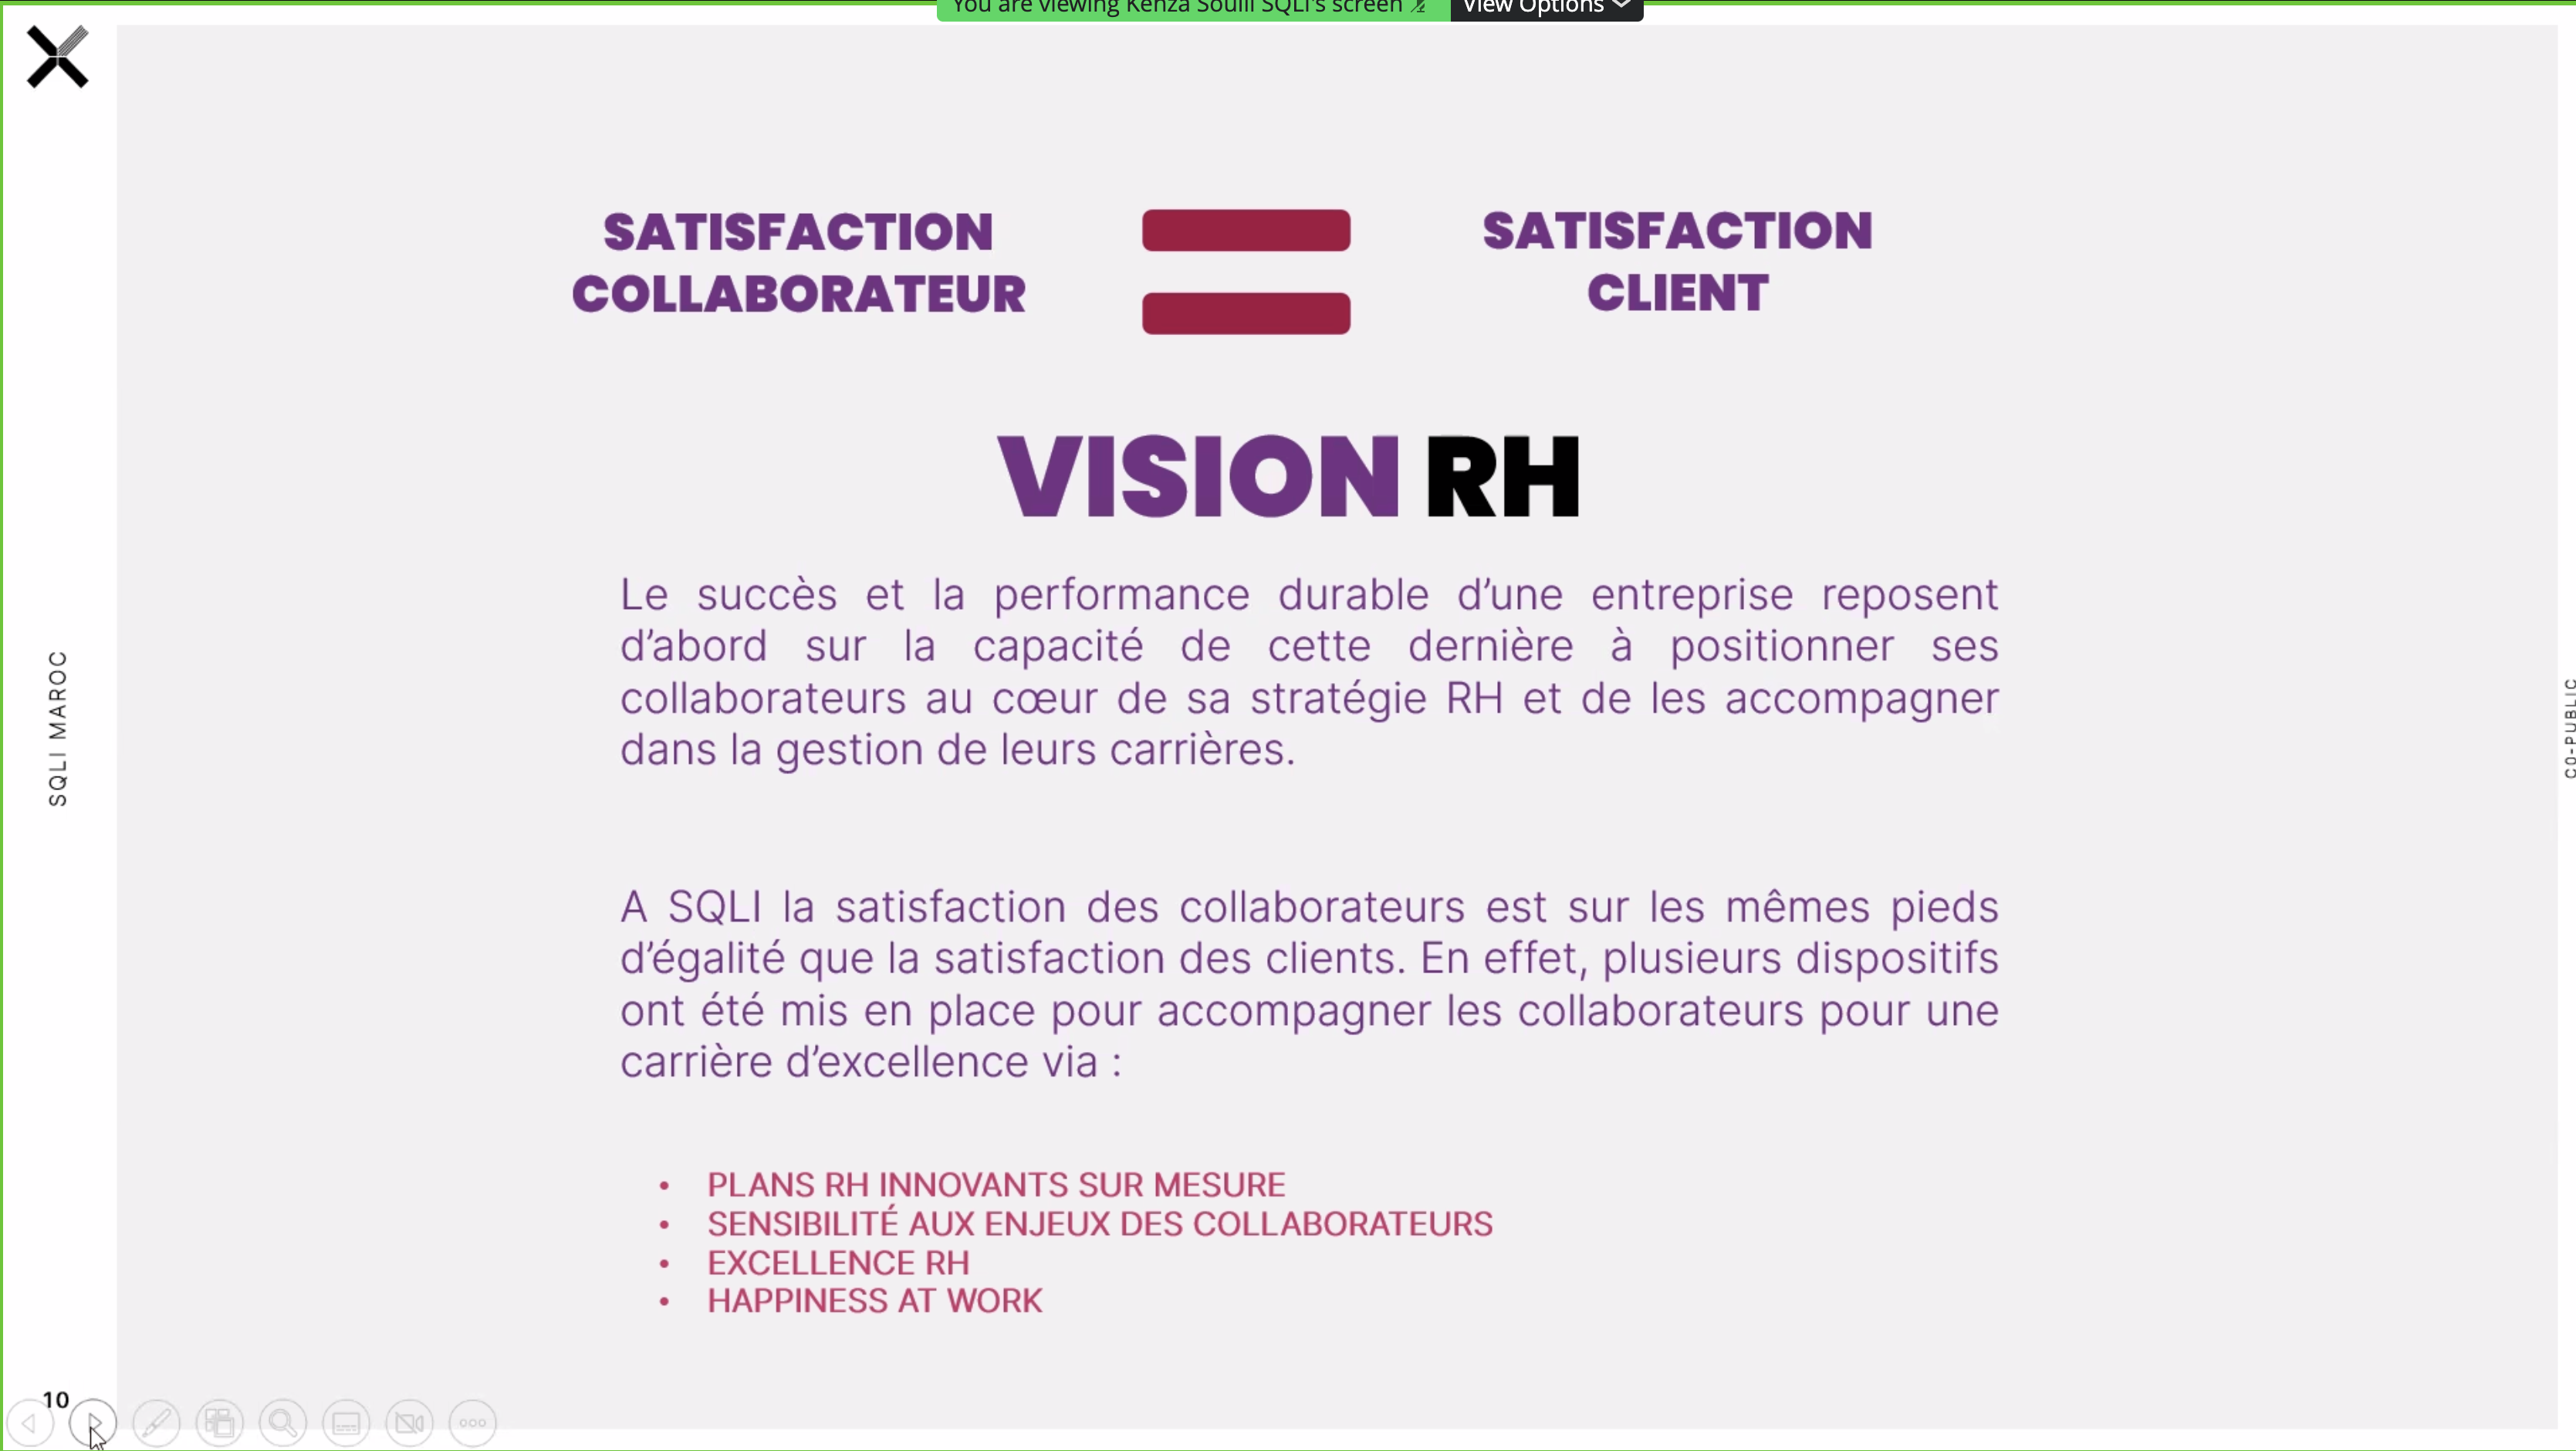 You are viewing Kenza Souili SQLI's screen
View Options
SATISFACTION
COLLABORATEUR
SATISFACTION
CLIENT
VISION RH
Le succès et la performance durable d’une entreprise reposent
d’abord sur la capacité de cette dernière à positionner ses
collaborateurs au cœur de sa stratégie RH et de les accompagner
dans la gestion de leurs carrières.
A SQLI la satisfaction des collaborateurs est sur les mêmes pieds
d’égalité que la satisfaction des clients. En effet, plusieurs dispositifs
ont été mis en place pour accompagner les collaborateurs pour une
carrière d’excellence via :
• PLANS RH INNOVANTS SUR MESURE
• SENSIBILITÉ AUX ENJEUX DES COLLABORATEURS
• EXCELLENCE RH
• HAPPINESS AT WORK
SQLI MAROC
C0-PUBLIC
10